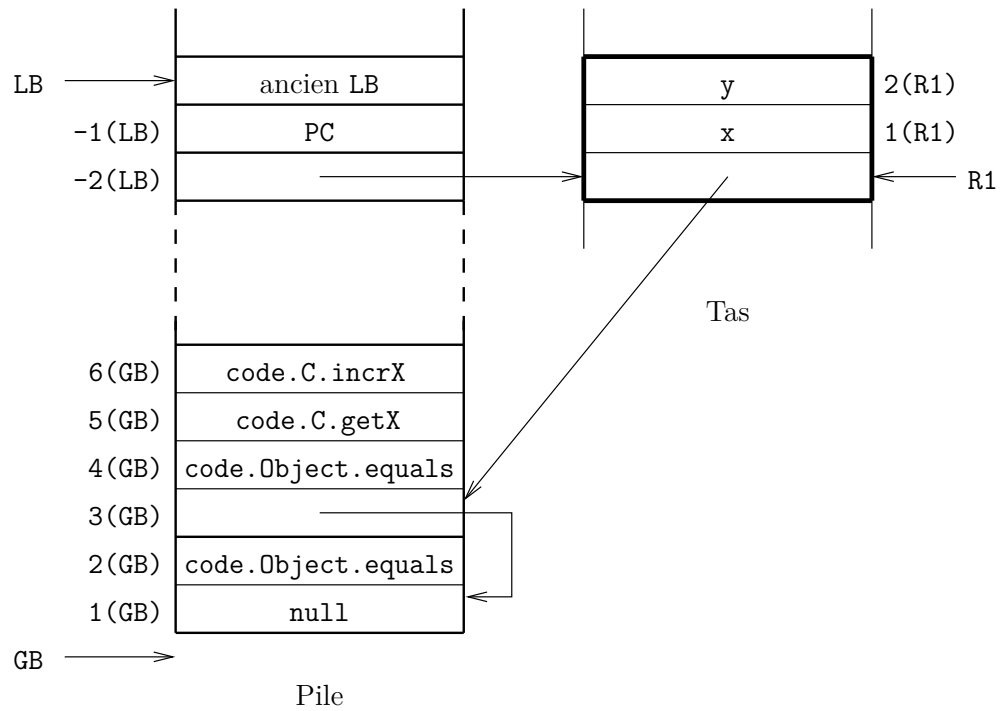 LB ancien LB y 2(R1)
-1(LB) PC x 1(R1)
-2(LB) R1
Tas
6(GB) code.C.incrX
5(GB) code.C.getX
4(GB) code.Object.equals
3(GB)
2(GB) code.Object.equals
1(GB) null
GB
Pile